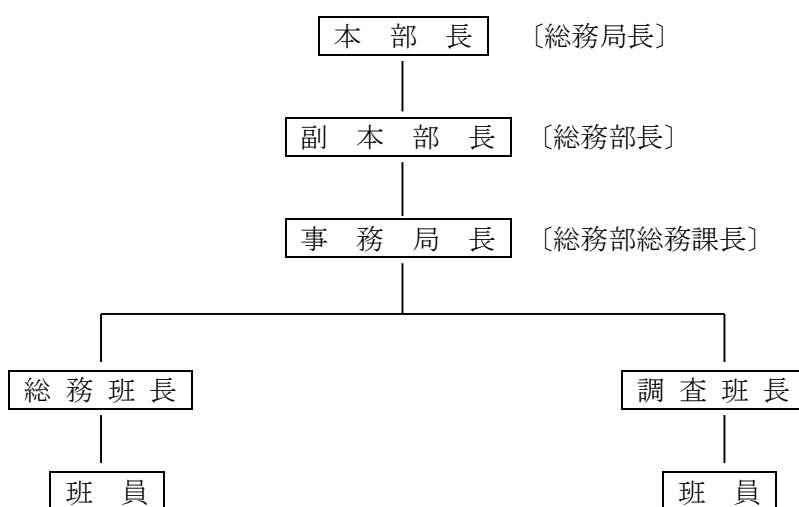 本部長 〔総務局長〕
副本部長 〔総務部長〕
事務局長 〔総務部総務課長〕
総務班長 調査班長
班員 班員